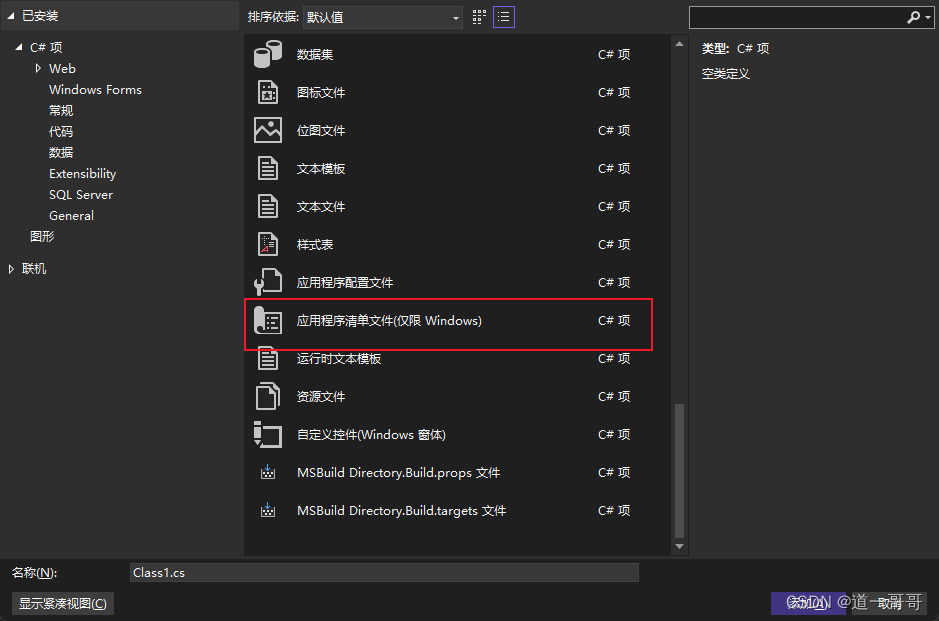 已安装
排序依据: 默认值
C# 项
Web
Windows Forms
常规
代码
数据
Extensibility
SQL Server
General
图形
联机
数据集 C# 项
图标文件 C# 项
位图文件 C# 项
文本模板 C# 项
文本文件 C# 项
样式表 C# 项
应用程序配置文件 C# 项
应用程序清单文件(仅限 Windows) C# 项
运行时文本模板 C# 项
资源文件 C# 项
自定义控件(Windows 窗体) C# 项
MSBuild Directory.Build.props 文件 C# 项
MSBuild Directory.Build.targets 文件 C# 项
类型: C# 项
空类定义
名称(N): Class1.cs
显示紧凑视图(C)
添加(A) 取消
CSDN @道一哥哥